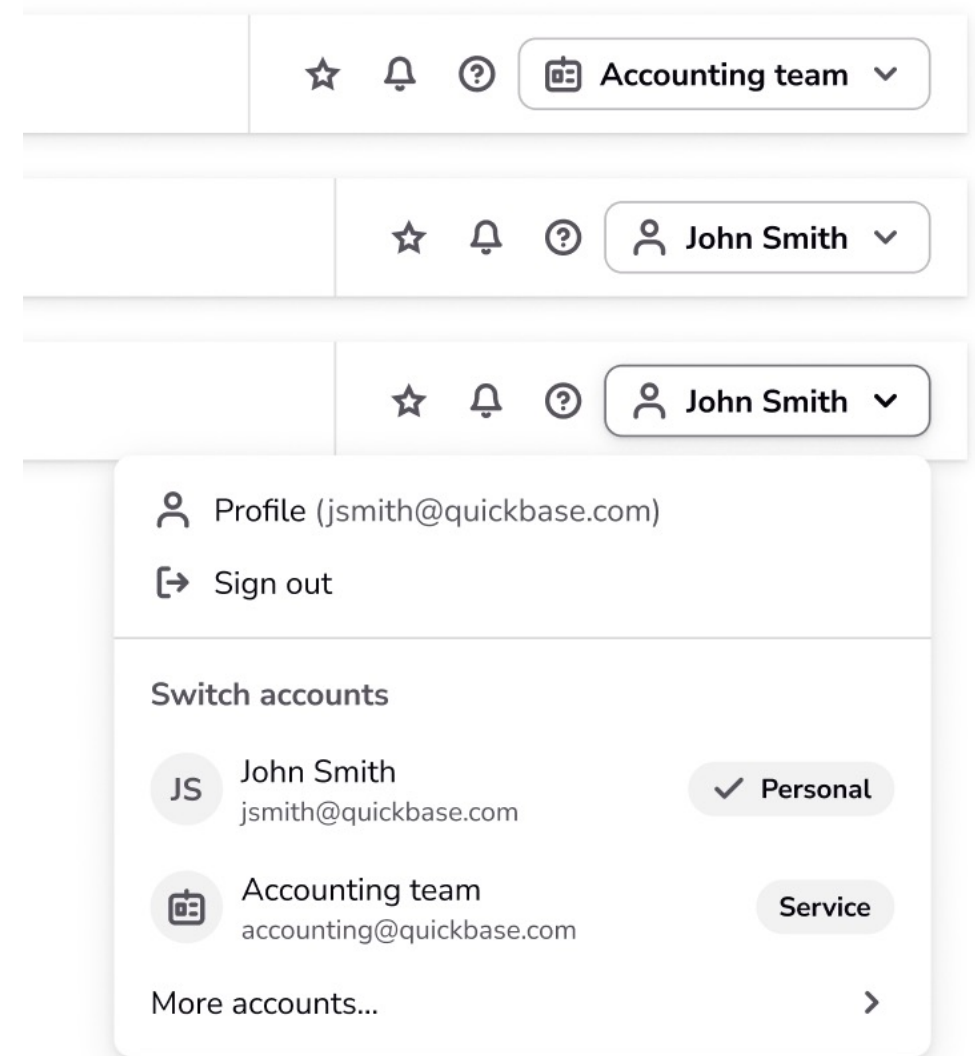 Accounting team
John Smith
John Smith
Profile (jsmith@quickbase.com)
Sign out
Switch accounts
JS
John Smith
jsmith@quickbase.com
Personal
Accounting team
accounting@quickbase.com
Service
More accounts...